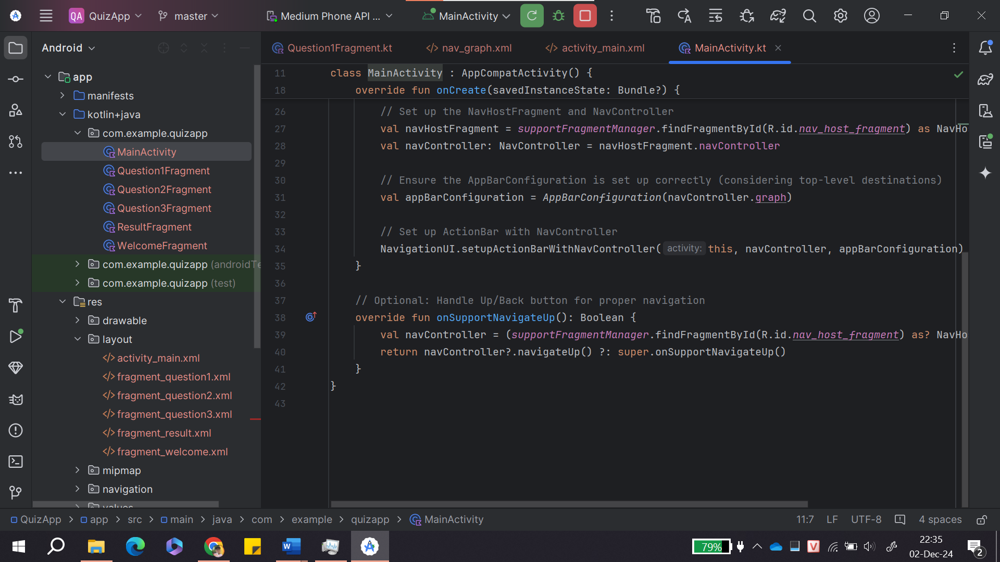 QA QuizApp master Medium Phone API ... MainActivity
Android
Question1Fragment.kt nav_graph.xml activity_main.xml MainActivity.kt
app
manifests
kotlin+java
com.example.quizapp
MainActivity
Question1Fragment
Question2Fragment
Question3Fragment
ResultFragment
WelcomeFragment
com.example.quizapp (androidTe
com.example.quizapp (test)
res
drawable
layout
activity_main.xml
fragment_question1.xml
fragment_question2.xml
fragment_question3.xml
fragment_result.xml
fragment_welcome.xml
mipmap
navigation
values
11 class MainActivity : AppCompatActivity() {
18 override fun onCreate(savedInstanceState: Bundle?) {
26 // Set up the NavHostFragment and NavController
27 val navHostFragment = supportFragmentManager.findFragmentById(R.id.nav_host_fragment) as NavHo
28 val navController: NavController = navHostFragment.navController
29
30 // Ensure the AppBarConfiguration is set up correctly (considering top-level destinations)
31 val appBarConfiguration = AppBarConfiguration(navController.graph)
32
33 // Set up ActionBar with NavController
34 NavigationUI.setupActionBarWithNavController( activity: this, navController, appBarConfiguration)
35 }
36
37 // Optional: Handle Up/Back button for proper navigation
38 override fun onSupportNavigateUp(): Boolean {
39 val navController = (supportFragmentManager.findFragmentById(R.id.nav_host_fragment) as? NavHo
40 return navController?.navigateUp() ?: super.onSupportNavigateUp()
41 }
42 }
43
QuizApp > app > src > main > java > com > example > quizapp > MainActivity 11:7 LF UTF-8 4 spaces
79% 22:35
02-Dec-24 2